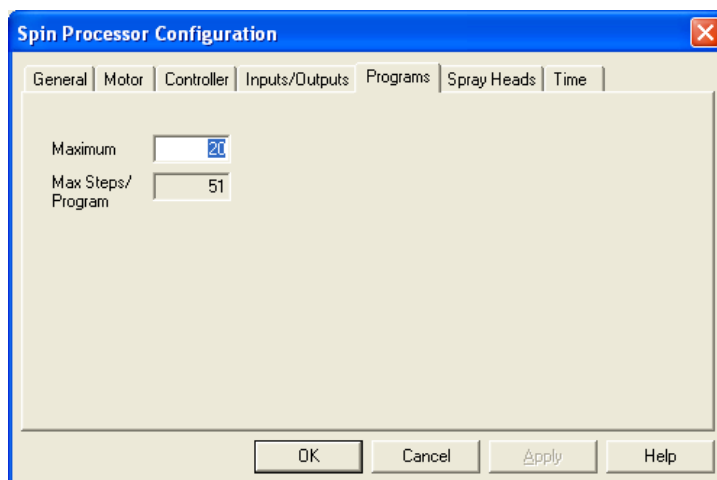 Spin Processor Configuration
General Motor Controller Inputs/Outputs Programs Spray Heads Time
Maximum 20
Max Steps/
Program 51
OK Cancel Apply Help